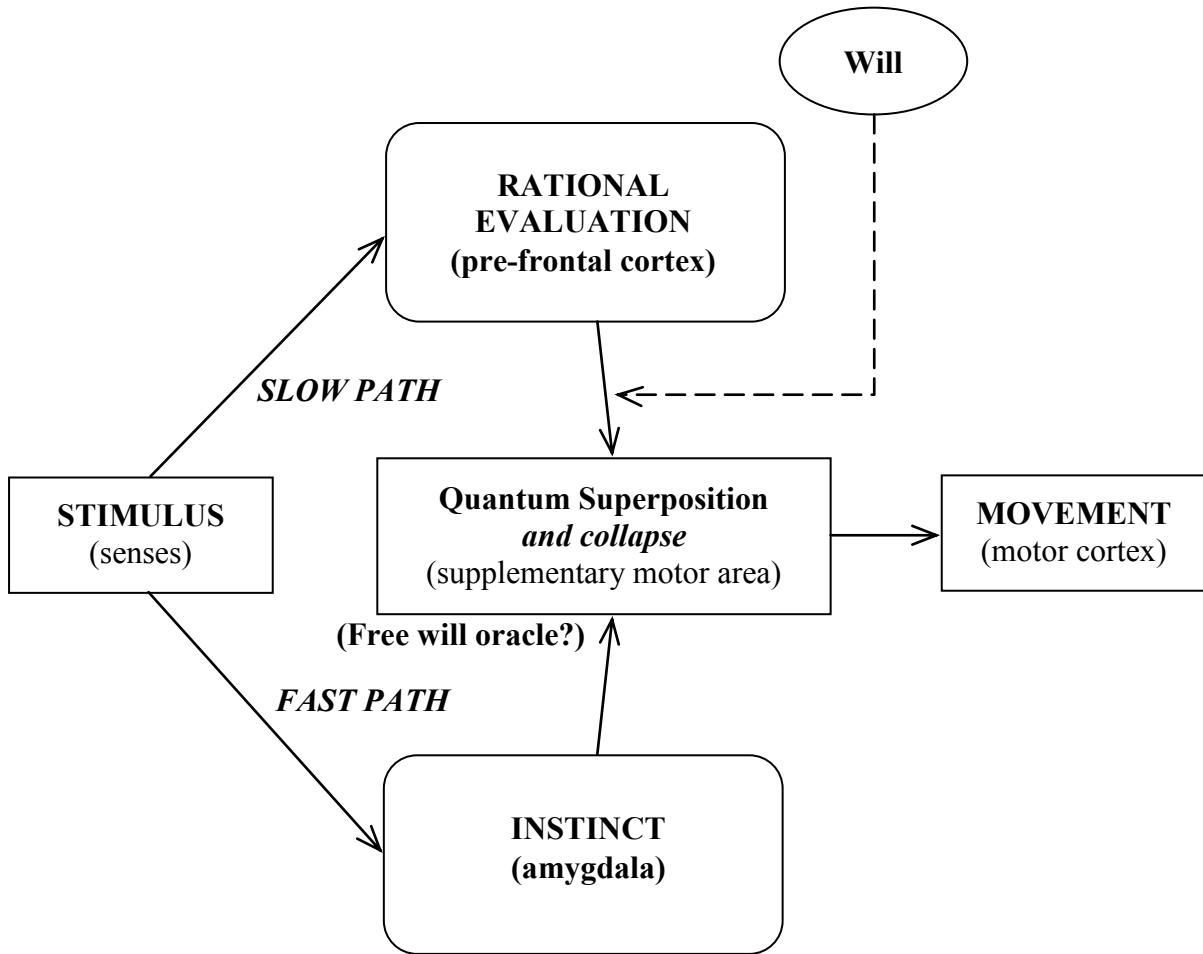 Will
RATIONAL
EVALUATION
(pre-frontal cortex)
SLOW PATH
STIMULUS
(senses)
Quantum Superposition
and collapse
(supplementary motor area)
MOVEMENT
(motor cortex)
(Free will oracle?)
FAST PATH
INSTINCT
(amygdala)